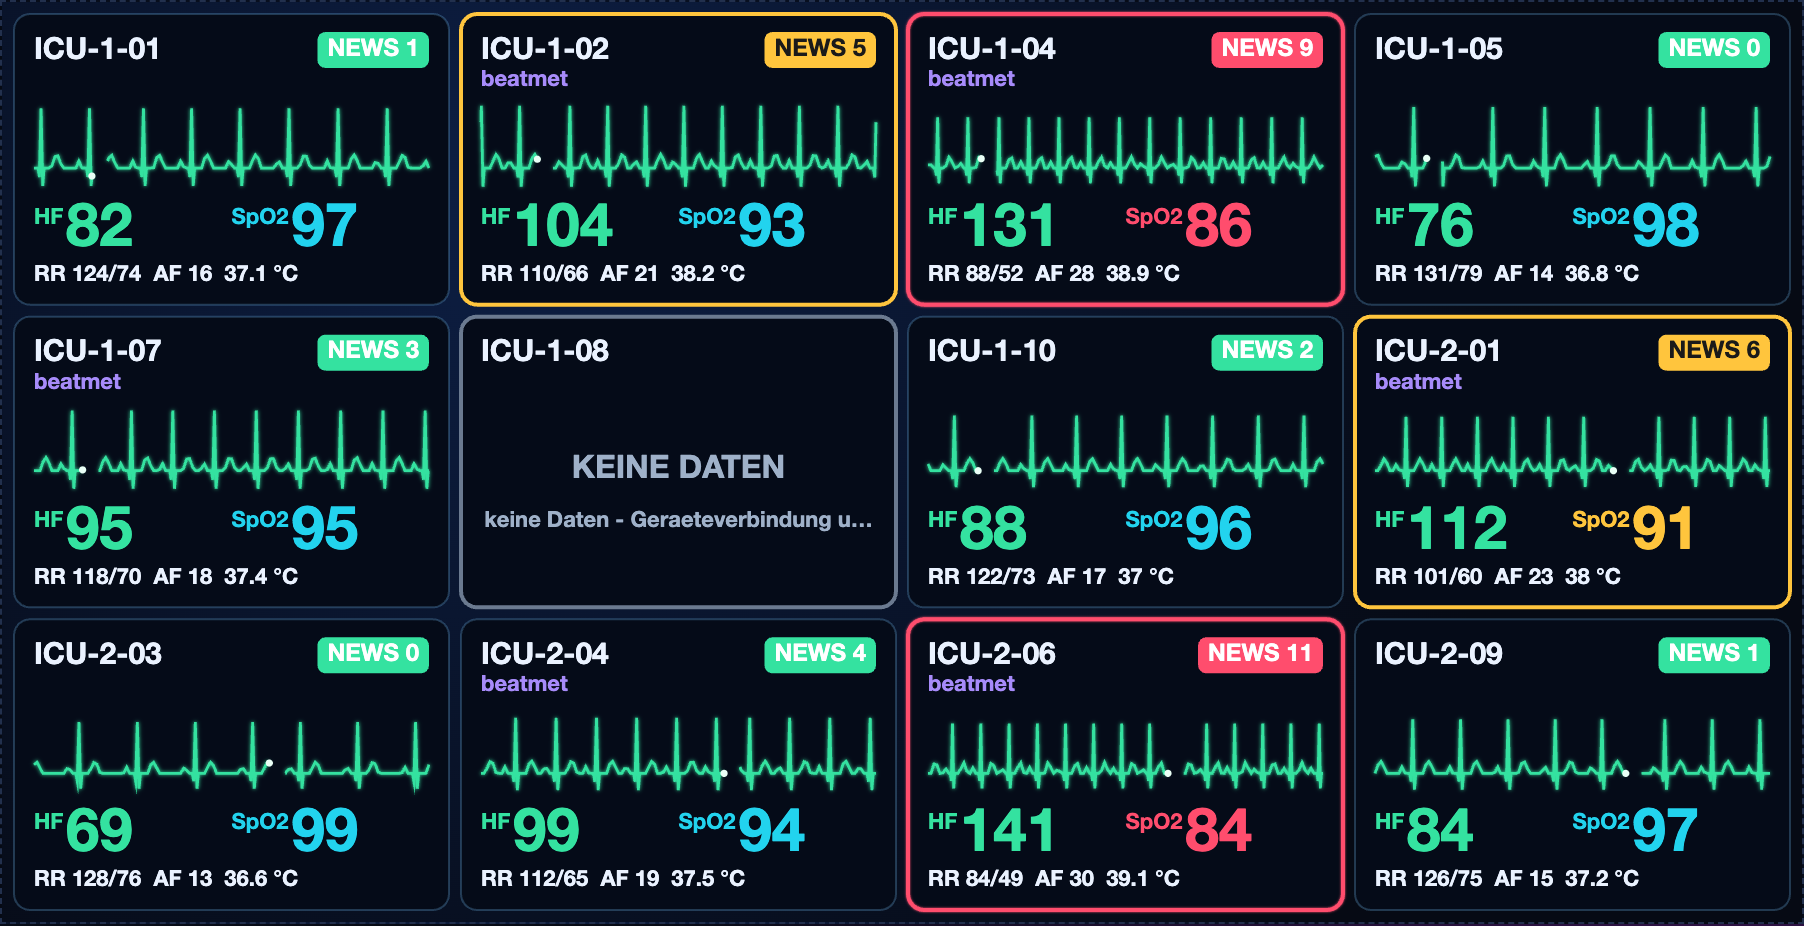 ICU-1-01 NEWS 1
HF 82 SpO2 97
RR 124/74 AF 16 37.1 °C
ICU-1-02 NEWS 5
beatmet
HF 104 SpO2 93
RR 110/66 AF 21 38.2 °C
ICU-1-04 NEWS 9
beatmet
HF 131 SpO2 86
RR 88/52 AF 28 38.9 °C
ICU-1-05 NEWS 0
HF 76 SpO2 98
RR 131/79 AF 14 36.8 °C
ICU-1-07 NEWS 3
beatmet
HF 95 SpO2 95
RR 118/70 AF 18 37.4 °C
ICU-1-08
KEINE DATEN
keine Daten - Geraeteverbindung u...
ICU-1-10 NEWS 2
HF 88 SpO2 96
RR 122/73 AF 17 37 °C
ICU-2-01 NEWS 6
beatmet
HF 112 SpO2 91
RR 101/60 AF 23 38 °C
ICU-2-03 NEWS 0
HF 69 SpO2 99
RR 128/76 AF 13 36.6 °C
ICU-2-04 NEWS 4
beatmet
HF 99 SpO2 94
RR 112/65 AF 19 37.5 °C
ICU-2-06 NEWS 11
beatmet
HF 141 SpO2 84
RR 84/49 AF 30 39.1 °C
ICU-2-09 NEWS 1
HF 84 SpO2 97
RR 126/75 AF 15 37.2 °C